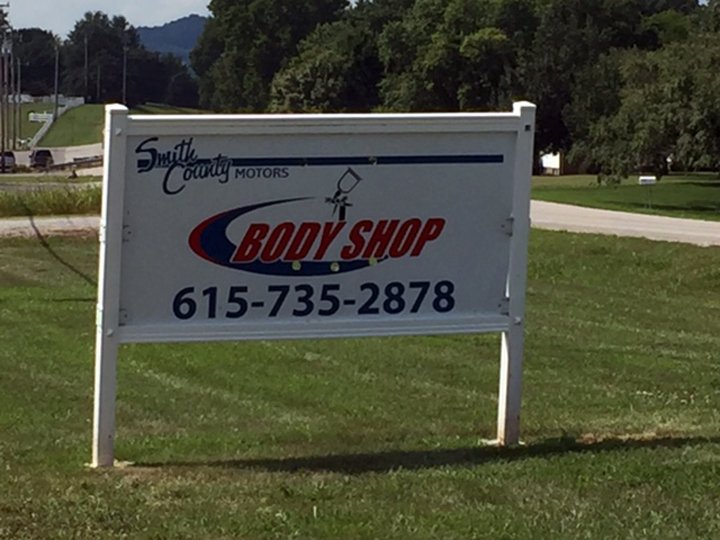 Smith
County MOTORS
BODY SHOP
615-735-2878